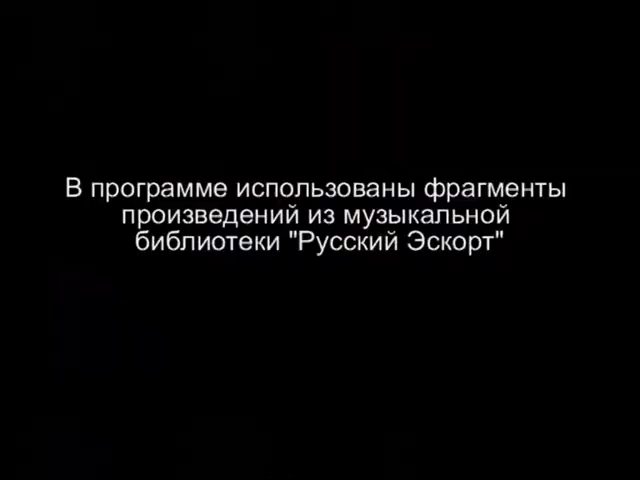 В программе использованы фрагменты
произведений из музыкальной
библиотеки "Русский Эскорт"